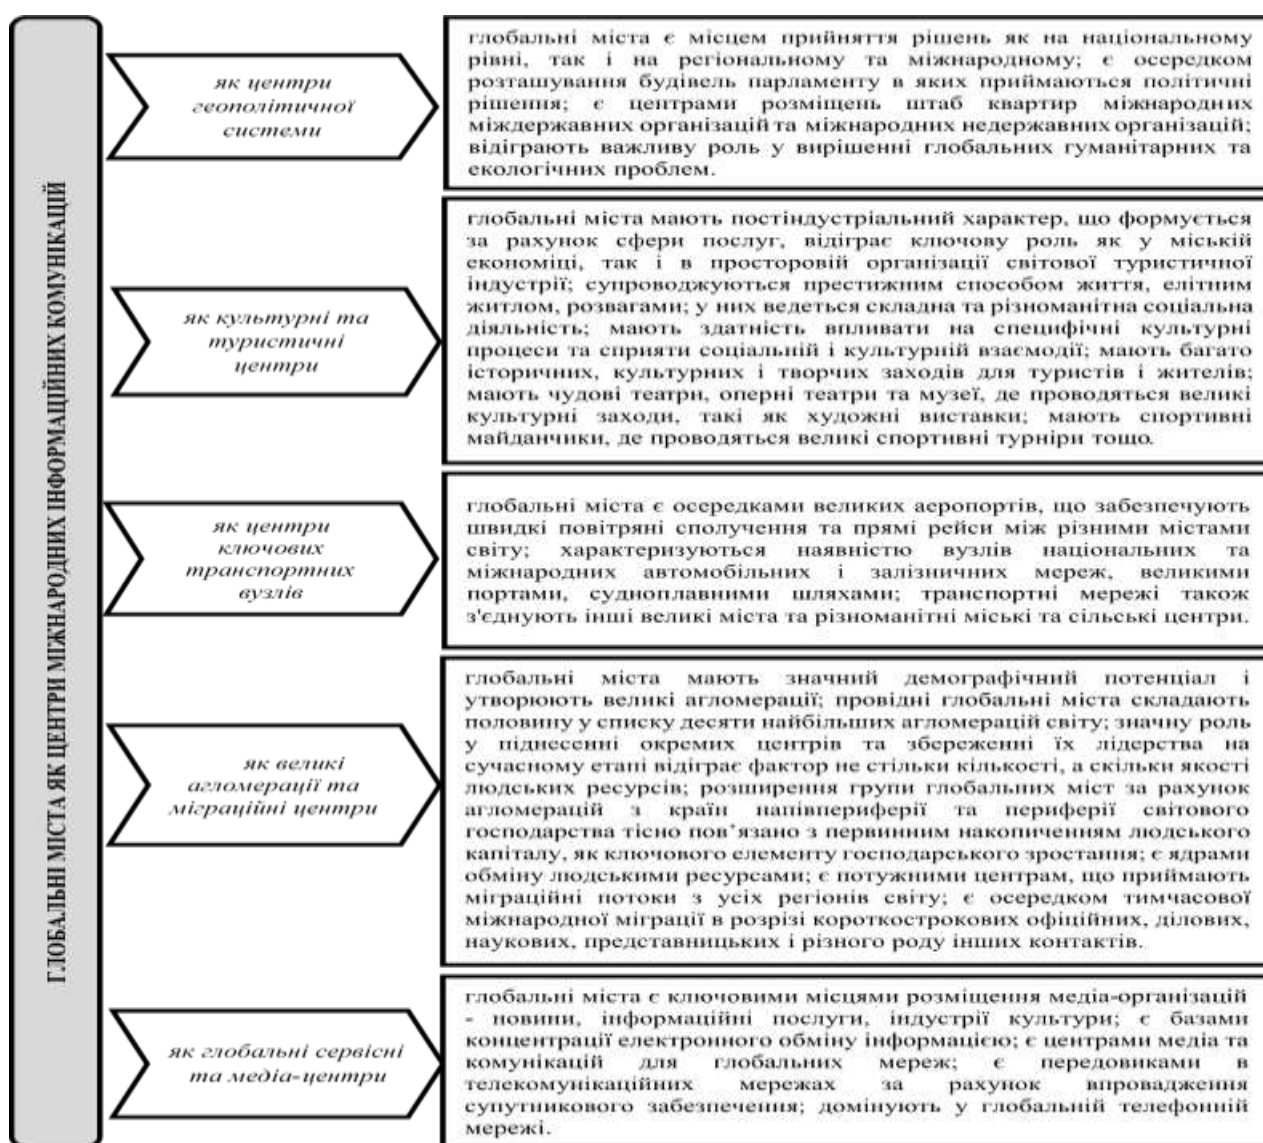 ГЛОБАЛЬНІ МІСТА ЯК ЦЕНТРИ МІЖНАРОДНИХ ІНФОРМАЦІЙНИХ КОМУНІКАЦІЙ
як центри
геополітичної
системи
глобальні міста є місцем прийняття рішень як на національному
рівні, так і на регіональному та міжнародному; є осередком
розташування будівель парламенту в яких приймаються політичні
рішення; є центрами розміщень штаб квартир міжнародних
міждержавних організацій та міжнародних недержавних організацій;
відіграють важливу роль у вирішенні глобальних гуманітарних та
екологічних проблем.
як культурні та
туристичні
центри
глобальні міста мають постіндустріальний характер, що формується
за рахунок сфери послуг, відіграє ключову роль як у міській
економіці, так і в просторовій організації світової туристичної
індустрії; супроводжуються престижним способом життя, елітним
житлом, розвагами; у них ведеться складна та різноманітна соціальна
діяльність; мають здатність впливати на специфічні культурні
процеси та сприяти соціальній і культурній взаємодії; мають багато
історичних, культурних і творчих заходів для туристів і жителів;
мають чудові театри, оперні театри та музеї, де проводяться великі
культурні заходи, такі як художні виставки; мають спортивні
майданчики, де проводяться великі спортивні турніри тощо.
як центри
ключових
транспортних
вузлів
глобальні міста є осередками великих аеропортів, що забезпечують
швидкі повітряні сполучення та прямі рейси між різними містами
світу; характеризуються наявністю вузлів національних та
міжнародних автомобільних і залізничних мереж, великими
портами, судноплавними шляхами; транспортні мережі також
з'єднують інші великі міста та різноманітні міські та сільські центри.
як великі
агломерації та
міграційні центри
глобальні міста мають значний демографічний потенціал і
утворюють великі агломерації; провідні глобальні міста складають
половину у списку десяти найбільших агломерацій світу; значну роль
у піднесенні окремих центрів та збереженні їх лідерства на
сучасному етапі відіграє фактор не стільки кількості, а скільки якості
людських ресурсів; розширення групи глобальних міст за рахунок
агломерацій з країн напівпериферії та периферії світового
господарства тісно пов’язано з первинним накопиченням людського
капіталу, як ключового елементу господарського зростання; є ядрами
обміну людськими ресурсами; є потужними центрам, що приймають
міграційні потоки з усіх регіонів світу; є осередком тимчасового
міжнародної міграції в розрізі короткострокових офіційних, ділових,
наукових, представницьких і різного роду інших контактів.
як глобальні сервісні
та медіа-центри
глобальні міста є ключовими місцями розміщення медіа-організацій
- новини, інформаційні послуги, індустрії культури; є базами
концентрації електронного обміну інформацією; є центрами медіа та
комунікацій для глобальних мереж; є передовиками в
телекомунікаційних мережах за рахунок впровадження
супутникового забезпечення; домінують у глобальній телефонній
мережі.